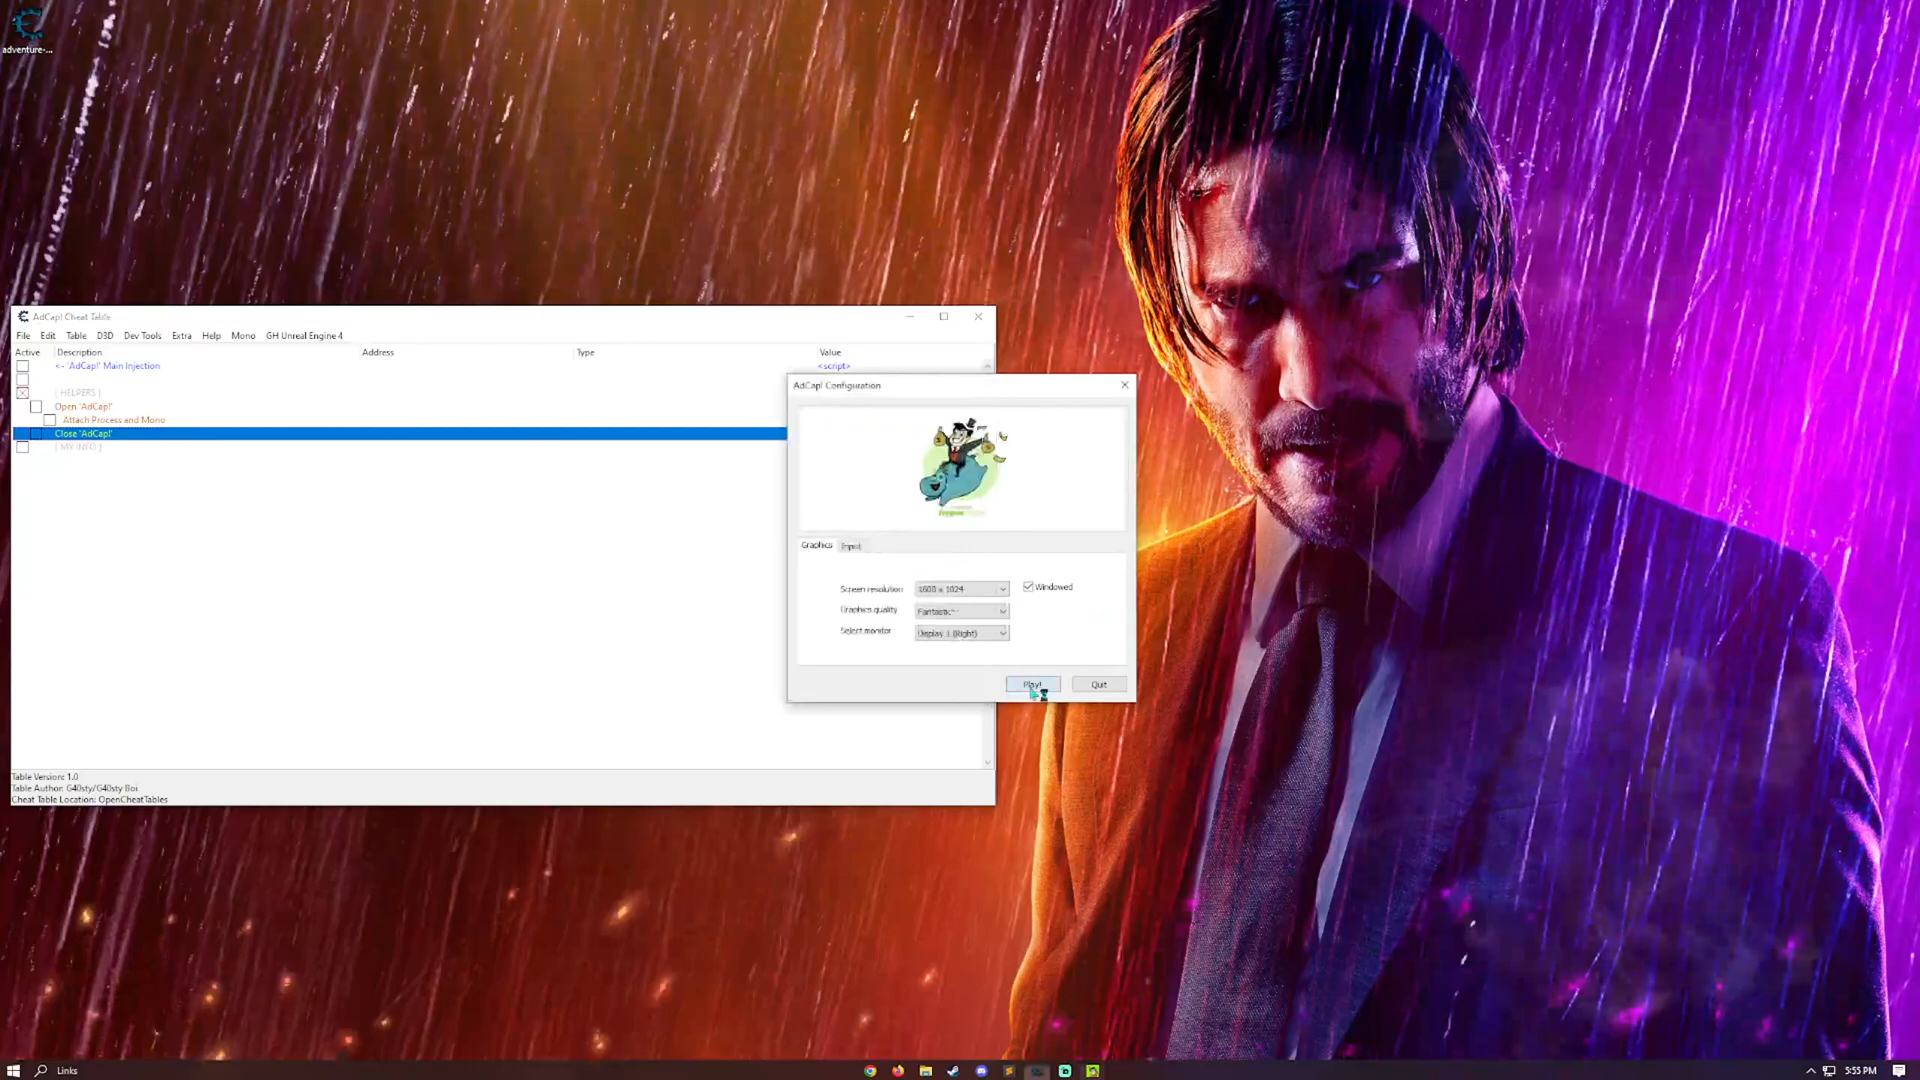 adventure-...
AdCap! Cheat Table
File Edit Table D3D Dev Tools Extra Help Mono GH Unreal Engine 4
Active Description Address Type Value
<- 'AdCap!' Main Injection <script>
[ HELPERS ]
Open 'AdCap!'
Attach Process and Mono
Close 'AdCap!'
[ MY INFO ]
Table Version: 1.0
Table Author: G40sty/G40sty Boi
Cheat Table Location: OpenCheatTables
AdCap! Configuration
Graphics Input
Screen resolution 1600 x 1024 Windowed
Graphics quality Fantastic
Select monitor Display 1 (Right)
Play! Quit
Links
5:55 PM